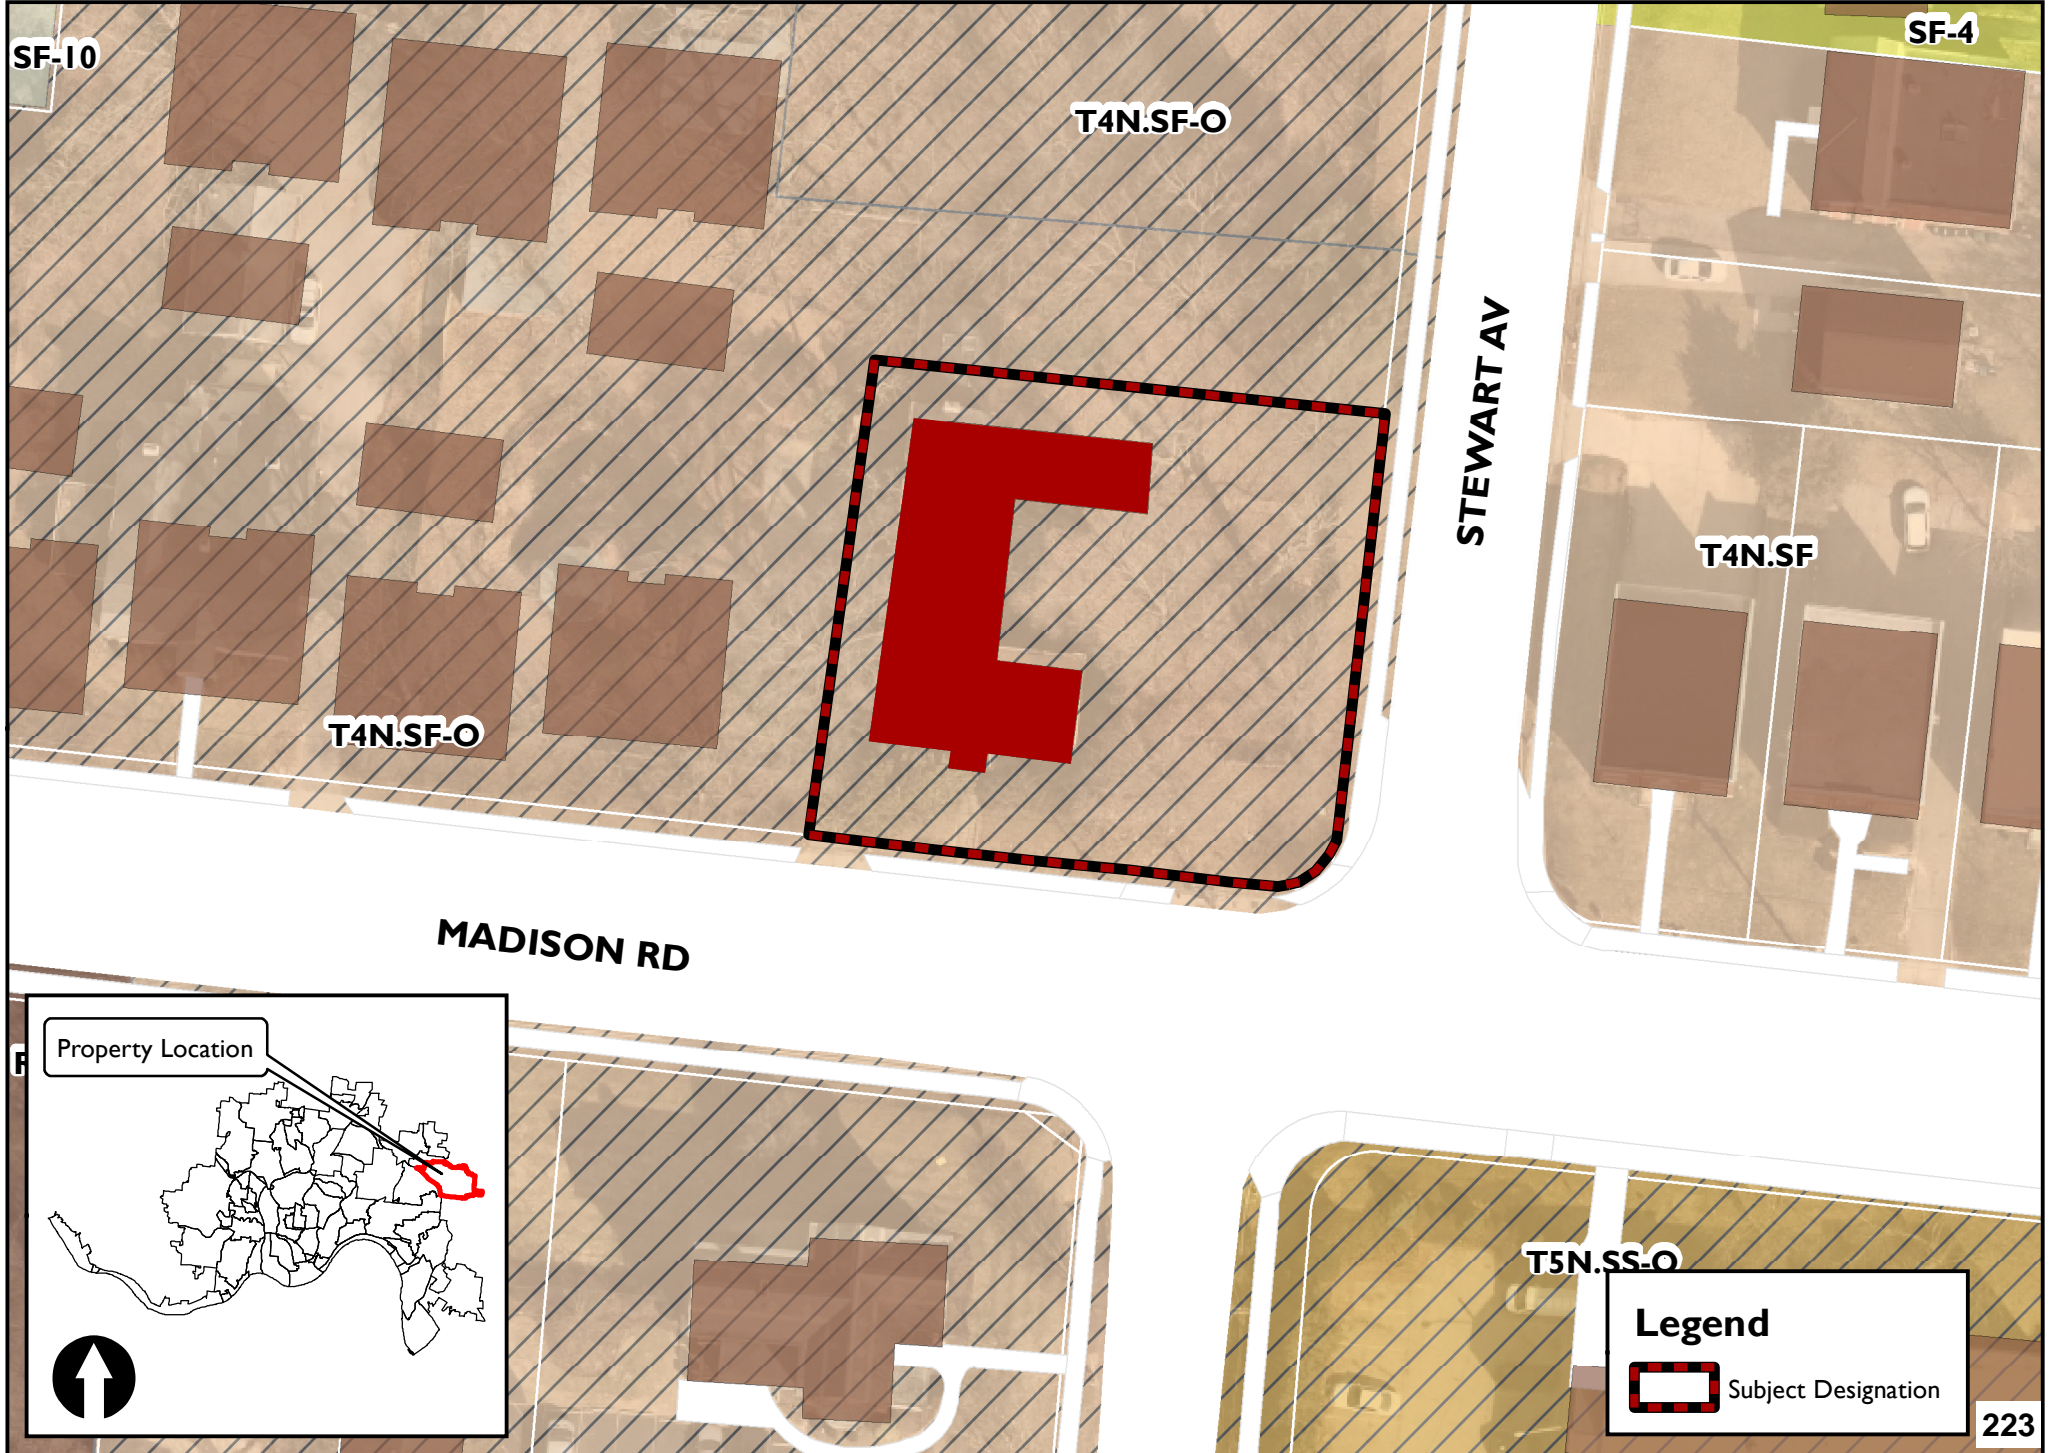 SF-10
SF-4
T4N.SF-O
STEWART AV
T4N.SF
T4N.SF-O
MADISON RD
Property Location
T5N.SS-O
Legend
Subject Designation
223